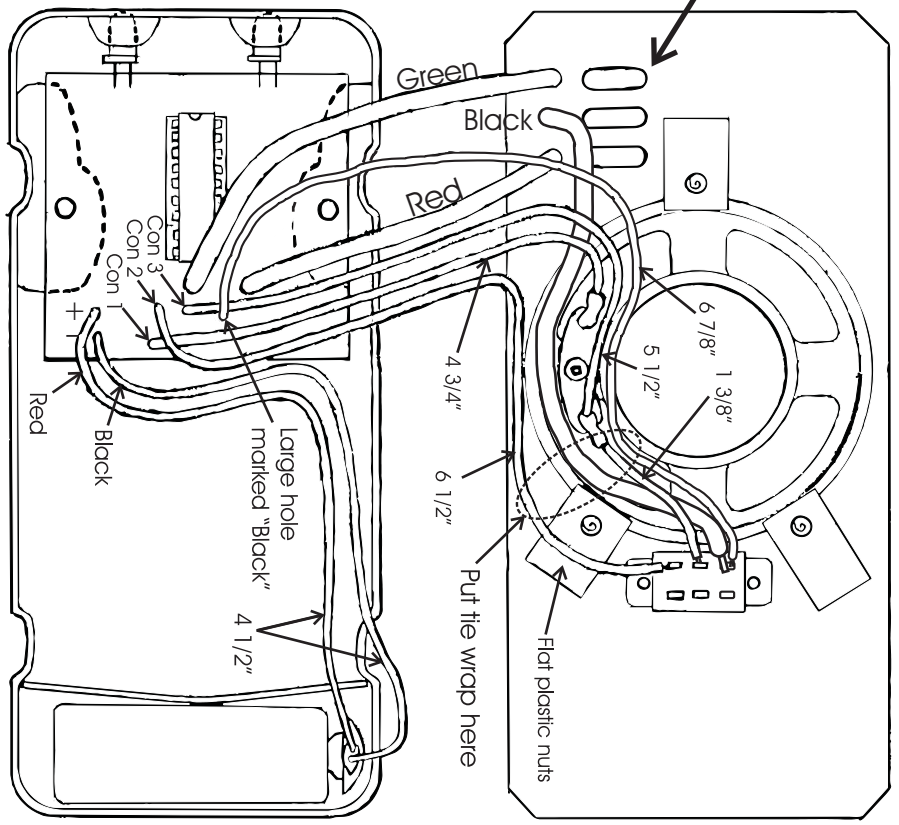 Green
Black
Red
Con 3
Con 2
Con 1
+
–
Red
Black
Large hole
marked "Black"
4 1/2"
4 3/4"
6 1/2"
6 7/8"
5 1/2"
1 3/8"
Put tie wrap here
Flat plastic nuts